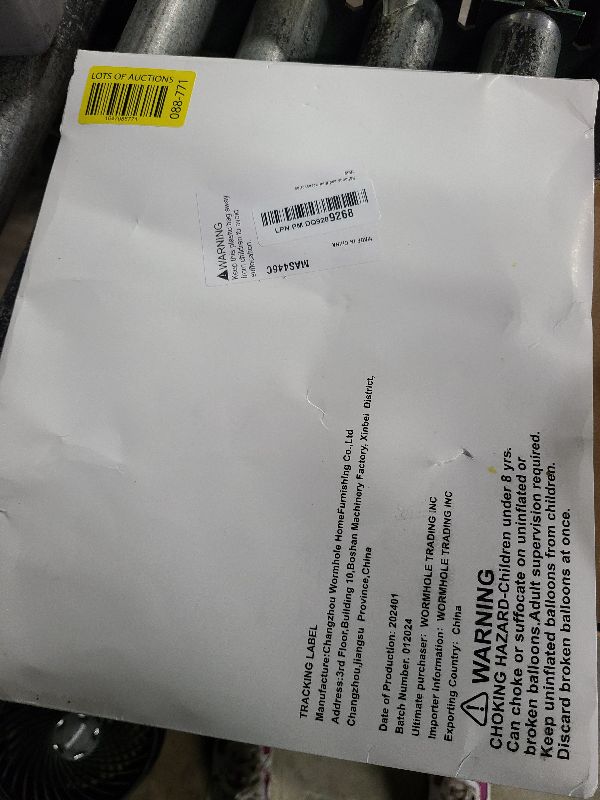 LOTS OF AUCTIONS
088-771
WARNING
Keep this plastic bag away
from children to avoid
suffocation
8926
MAS446C
TRACKING LABEL
Manufacture:Changzhou Wormhole HomeFurnishing Co.,Ltd
Address:3rd Floor,Building 10,Boshan Machinery Factory, Xinbei District,
Changzhou,jiangsu Province,China
Date of Production: 202401
Batch Number. 012024
Ultimate purchaser: WORMHOLE TRADING INC
Importer Information: WORMHOLE TRADING INC
Exporting Country: China
WARNING
CHOKING HAZARD-Children under 8 yrs.
Can choke or suffocate on uninflated or
broken balloons.Adult supervision required.
Keep uninflated balloons from children.
Discard broken balloons at once.